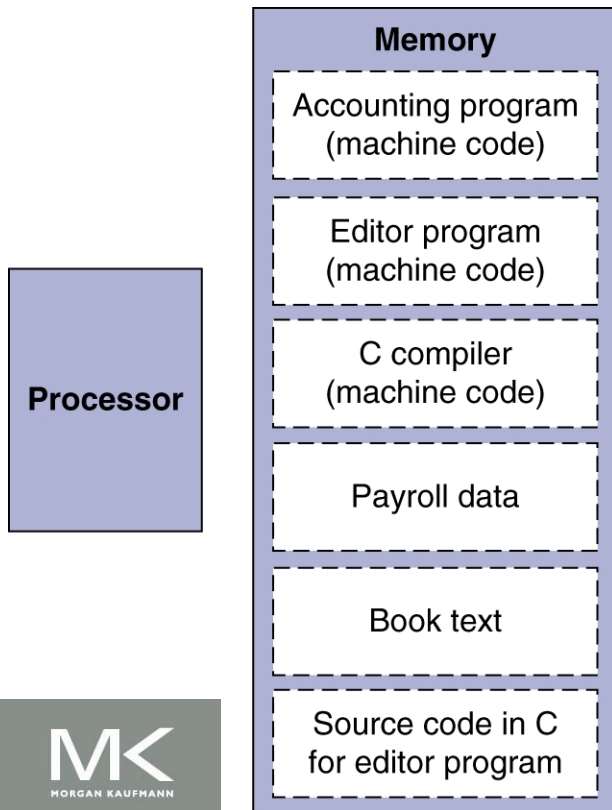 Memory
Accounting program
(machine code)
Editor program
(machine code)
C compiler
(machine code)
Processor
Payroll data
Book text
Source code in C
for editor program
MK
MORGAN KAUFMANN